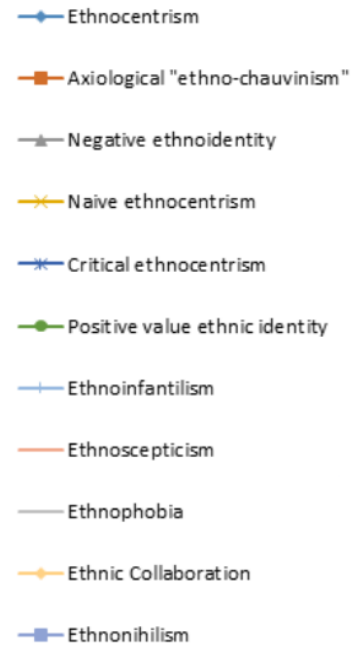 Ethnocentrism
Axiological "ethno-chauvinism"
Negative ethnoidentity
Naive ethnocentrism
Critical ethnocentrism
Positive value ethnic identity
Ethnoinfantilism
Ethnoscepticism
Ethnophobia
Ethnic Collaboration
Ethnonihilism